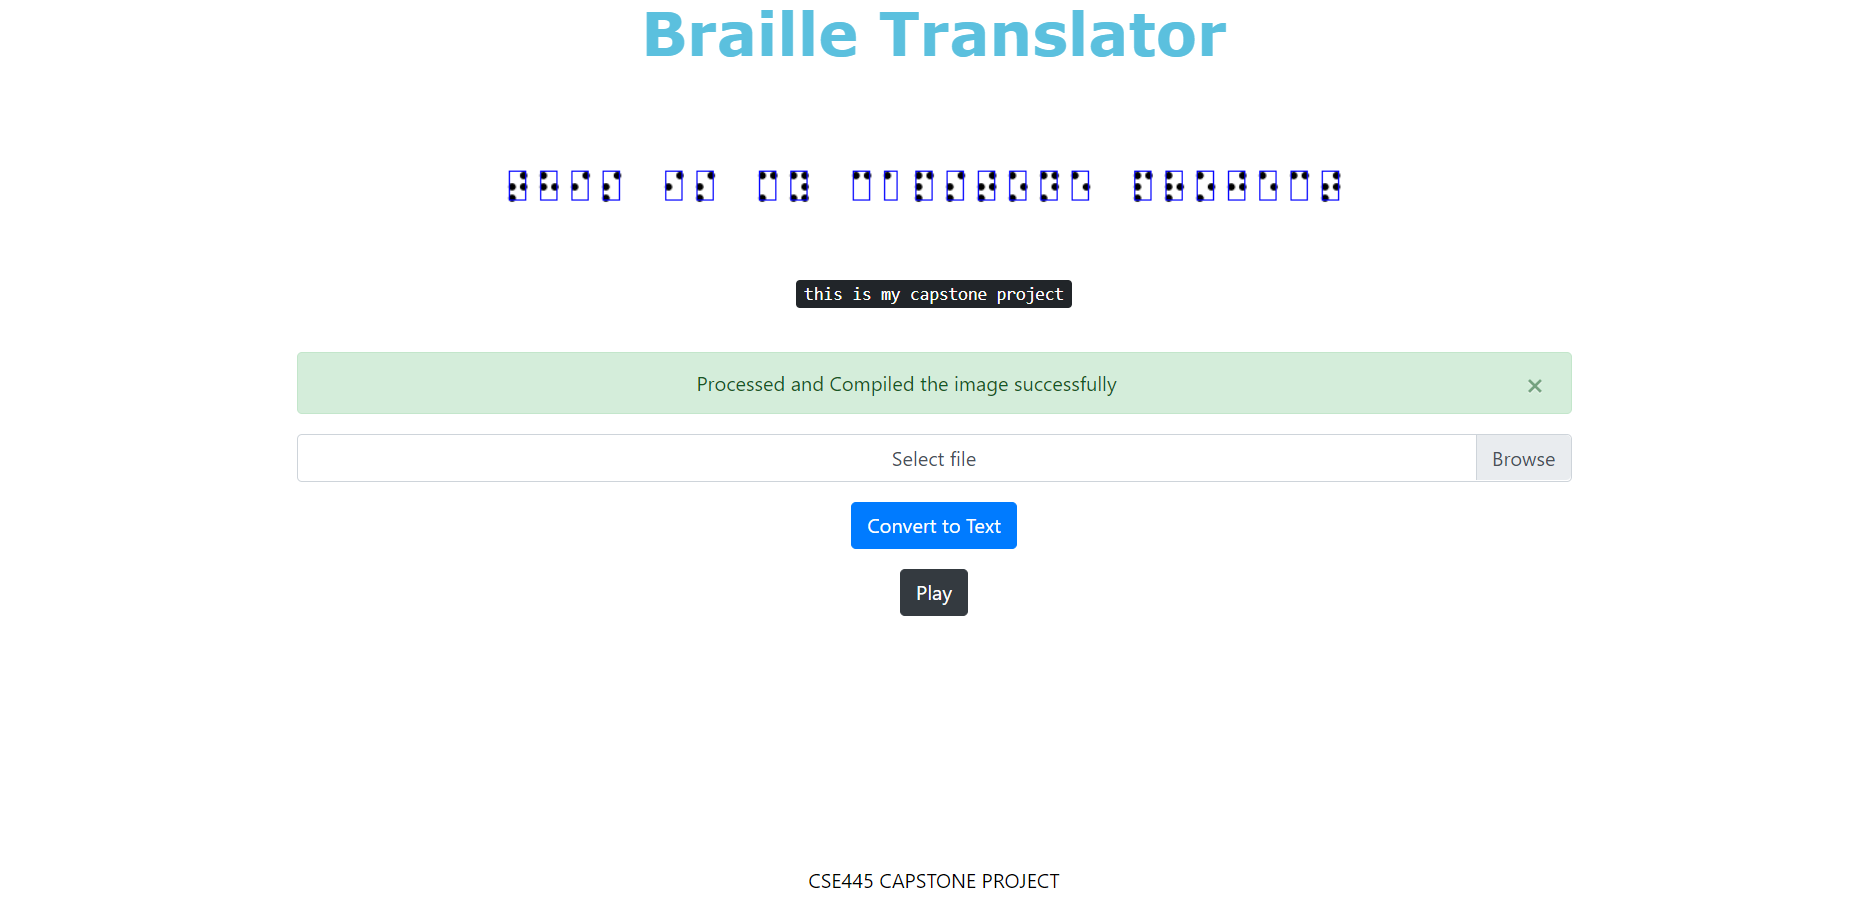 Braille Translator
⠞⠓⠊⠎ ⠊⠎ ⠍⠽ ⠉⠁⠏⠎⠞⠕⠝⠑ ⠏⠗⠕⠚⠑⠉⠞
this is my capstone project
Processed and Compiled the image successfully ×
Select file Browse
Convert to Text
Play
CSE445 CAPSTONE PROJECT